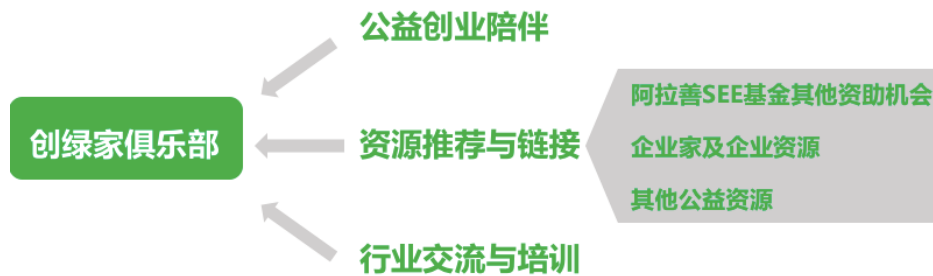 公益创业陪伴
创绿家俱乐部
资源推荐与链接
阿拉善SEE基金其他资助机会
企业家及企业资源
其他公益资源
行业交流与培训